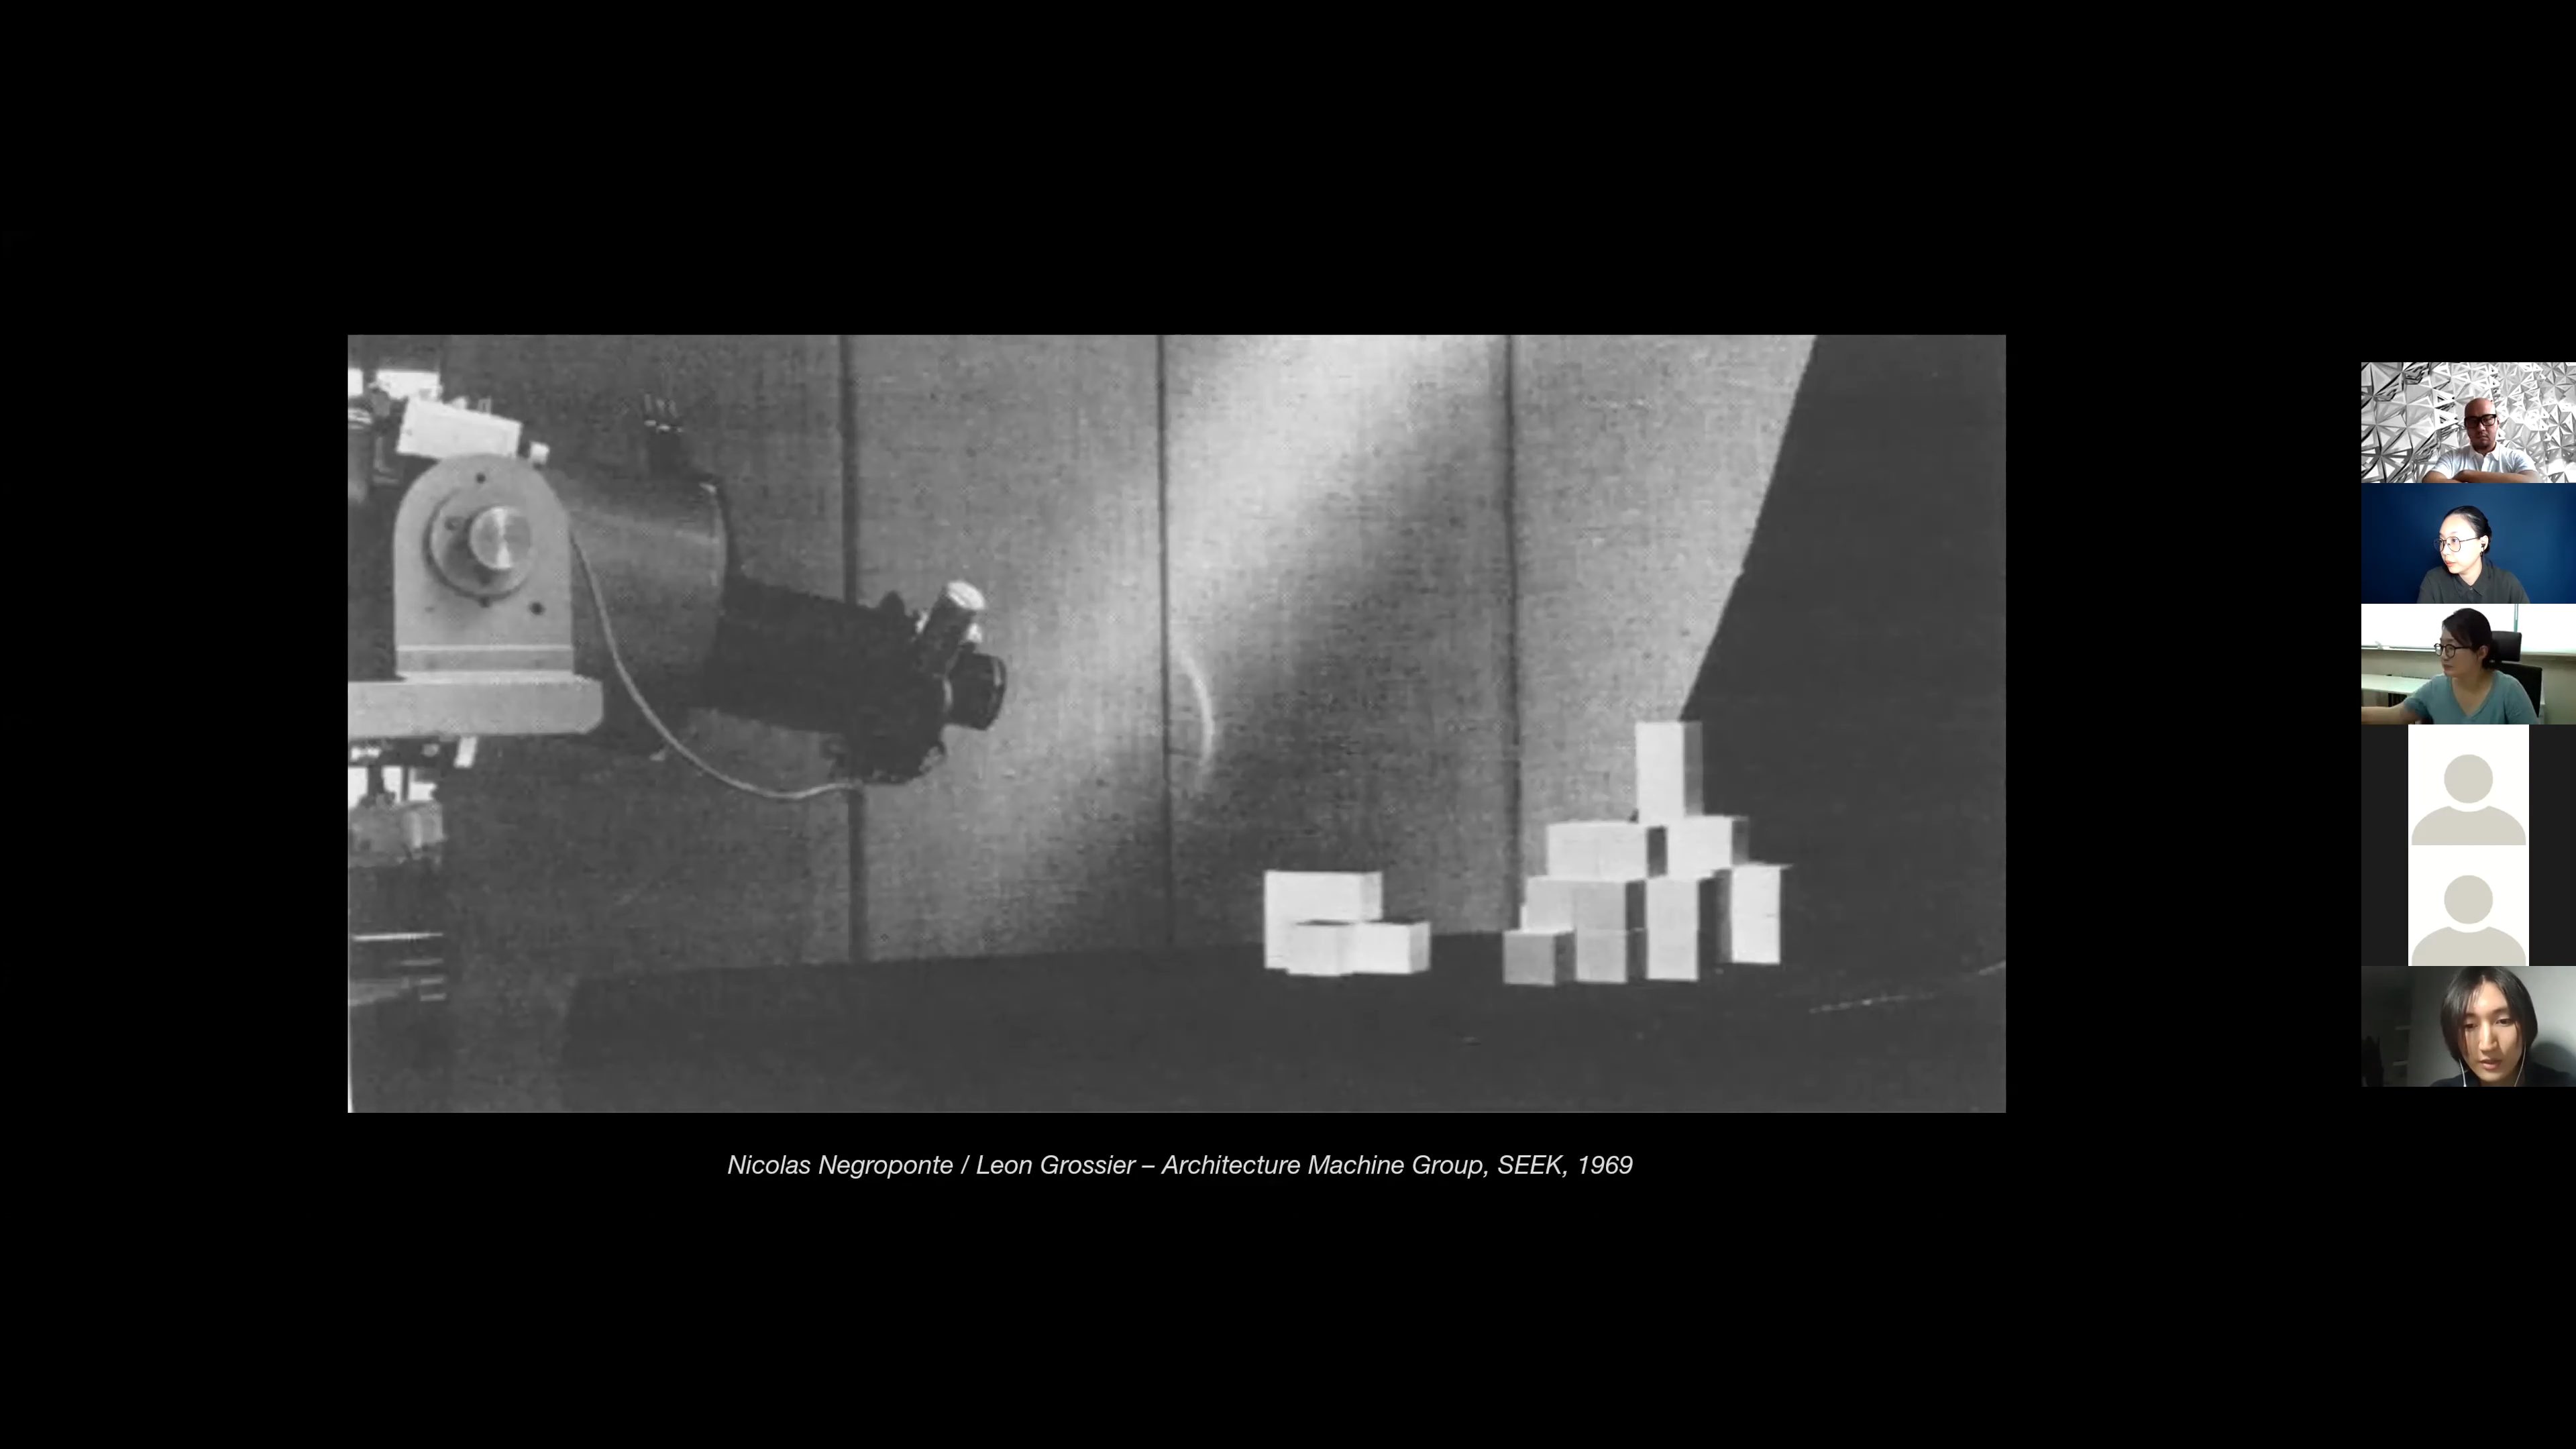 Nicolas Negroponte / Leon Grossier – Architecture Machine Group, SEEK, 1969